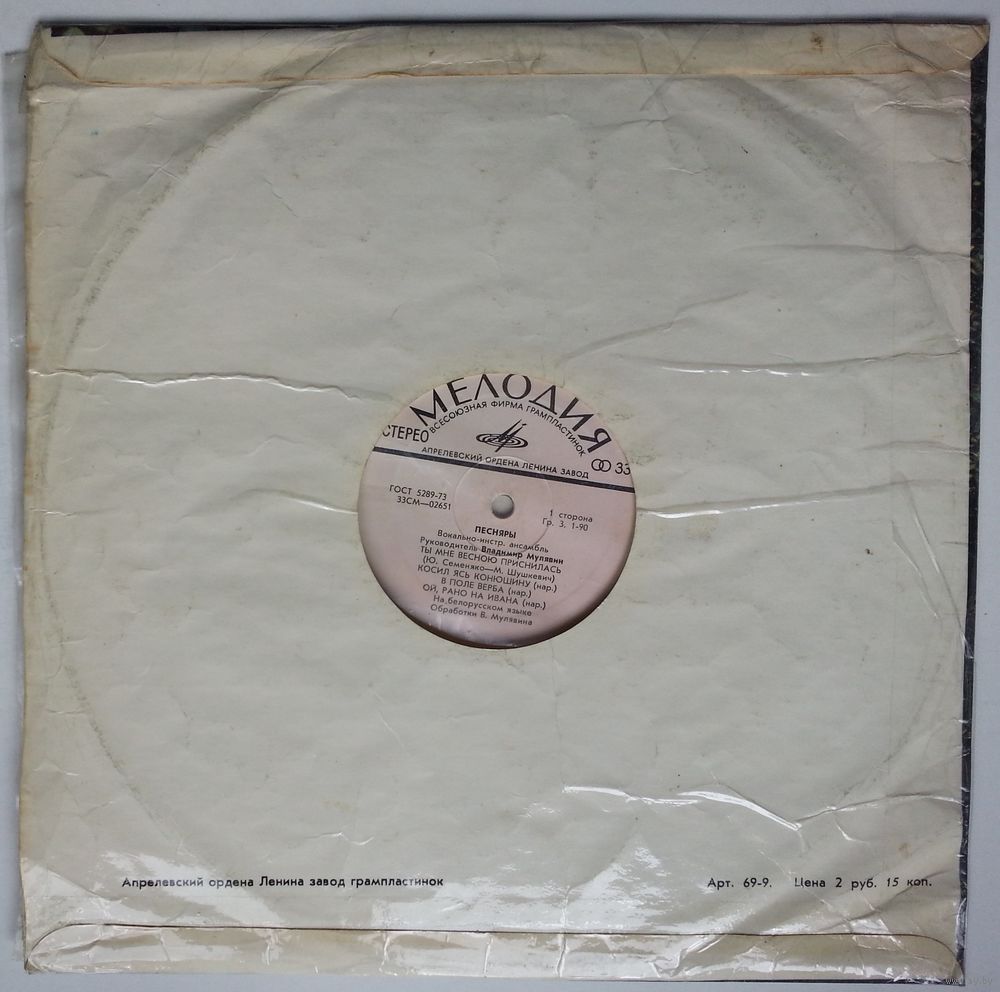 МЕЛОДИЯ
ВСЕСОЮЗНАЯ ФИРМА ГРАМПЛАСТИНОК
СТЕРЕО
33
АПРЕЛЕВСКИЙ ОРДЕНА ЛЕНИНА ЗАВОД
ГОСТ 5289-73
33СМ—02651
1 сторона
Гр. 3. 1-90
ПЕСНЯРЫ
Вокально-инстр. ансамбль
Руководитель Владимир Мулявин
ТЫ МНЕ ВЕСНОЮ ПРИСНИЛАСЬ
(Ю. Семеняко—М. Шушкевич)
КОСИЛ ЯСЬ КОНЮШИНУ (нар.)
В ПОЛЕ ВЕРБА (нар.)
ОЙ, РАНО НА ИВАНА (нар.)
На белорусском языке
Обработки В. Мулявина
Апрелевский ордена Ленина завод грампластинок
Арт. 69-9. Цена 2 руб. 15 коп.